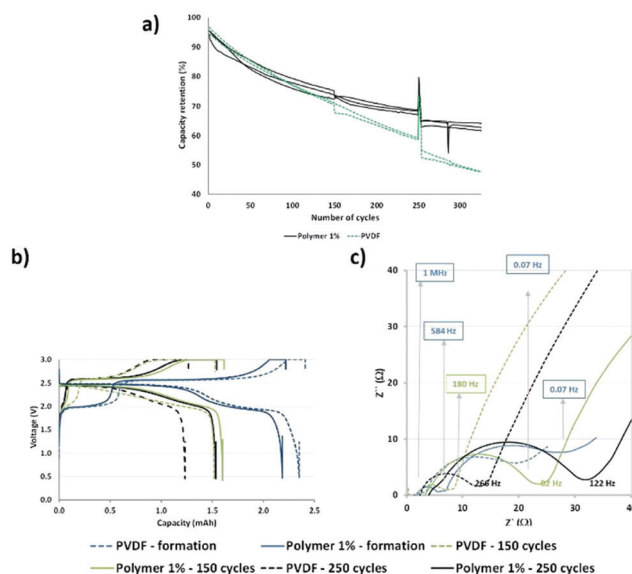 a)
100
90
80
70
60
50
40
Capacity retention (%)
0 50 100 150 200 250 300
Number of cycles
Polymer 1% PVDF
b)
3.0
2.5
2.0
1.5
1.0
0.5
0.0
Voltage (V)
0.0 0.5 1.0 1.5 2.0 2.5
Capacity (mAh)
c)
40
30
20
10
0
Z`` (Ω)
1 MHz
0.07 Hz
584 Hz
180 Hz
0.07 Hz
266 Hz
82 Hz
122 Hz
0 10 20 30 40
Z` (Ω)
PVDF - formation Polymer 1% - formation PVDF - 150 cycles
Polymer 1% - 150 cycles PVDF - 250 cycles Polymer 1% - 250 cycles